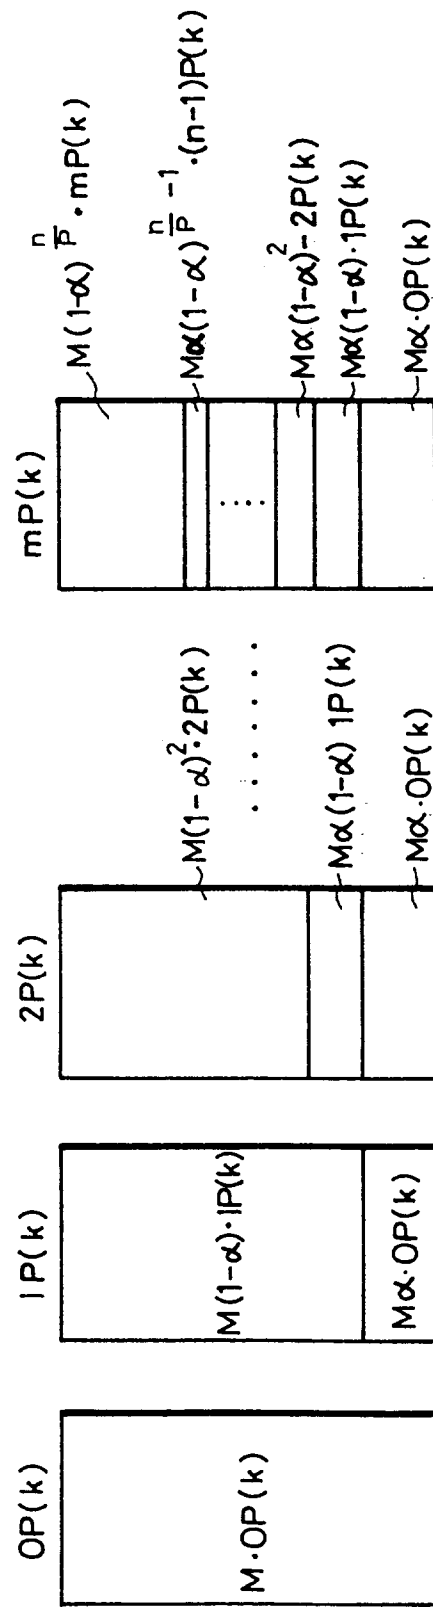 OP(k)
M·OP(k)
1P(k)
M(1-α)·1P(k)
Mα·OP(k)
2P(k)
M(1-α)²·2P(k)
Mα(1-α) 1P(k)
Mα·OP(k)
· · · · · · ·
mP(k)
M(1-α)^{n/P}·mP(k)
Mα(1-α)^{n/P -1}·(n-1)P(k)
....
Mα(1-α)²-2P(k)
Mα(1-α)·1P(k)
Mα·OP(k)